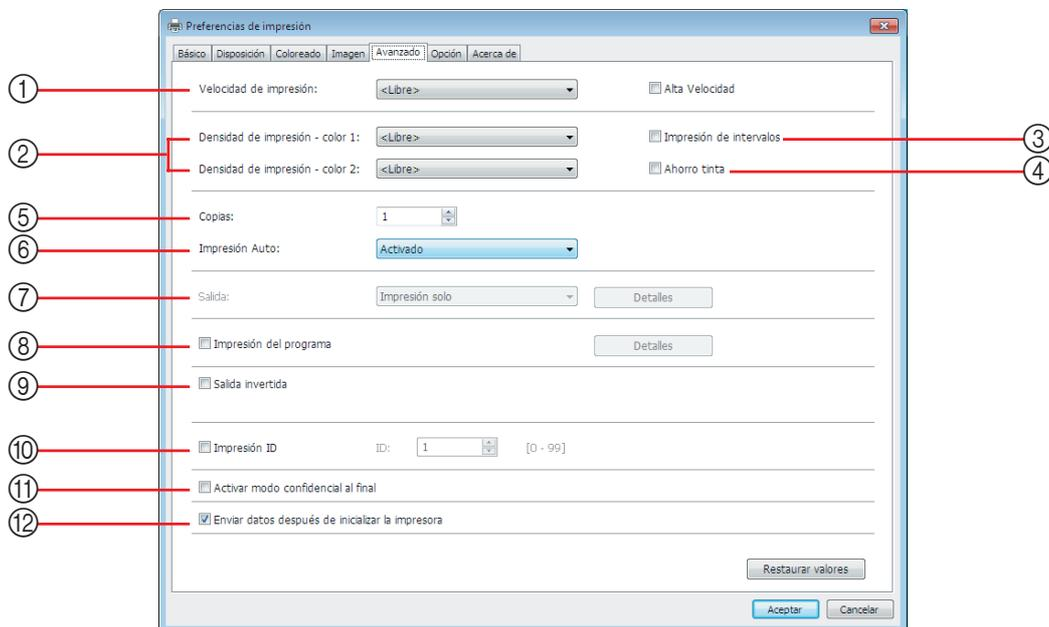 Preferencias de impresión
Básico Disposición Coloreado Imagen Avanzado Opción Acerca de
① Velocidad de impresión: <Libre> Alta Velocidad
② Densidad de impresión - color 1: <Libre> Impresión de intervalos ③
Densidad de impresión - color 2: <Libre> Ahorro tinta ④
⑤ Copias: 1
⑥ Impresión Auto: Activado
⑦ Salida: Impresión solo Detalles
⑧ Impresión del programa Detalles
⑨ Salida invertida
⑩ Impresión ID ID: 1 [0 - 99]
⑪ Activar modo confidencial al final
⑫ Enviar datos después de inicializar la impresora
Restaurar valores
Aceptar Cancelar